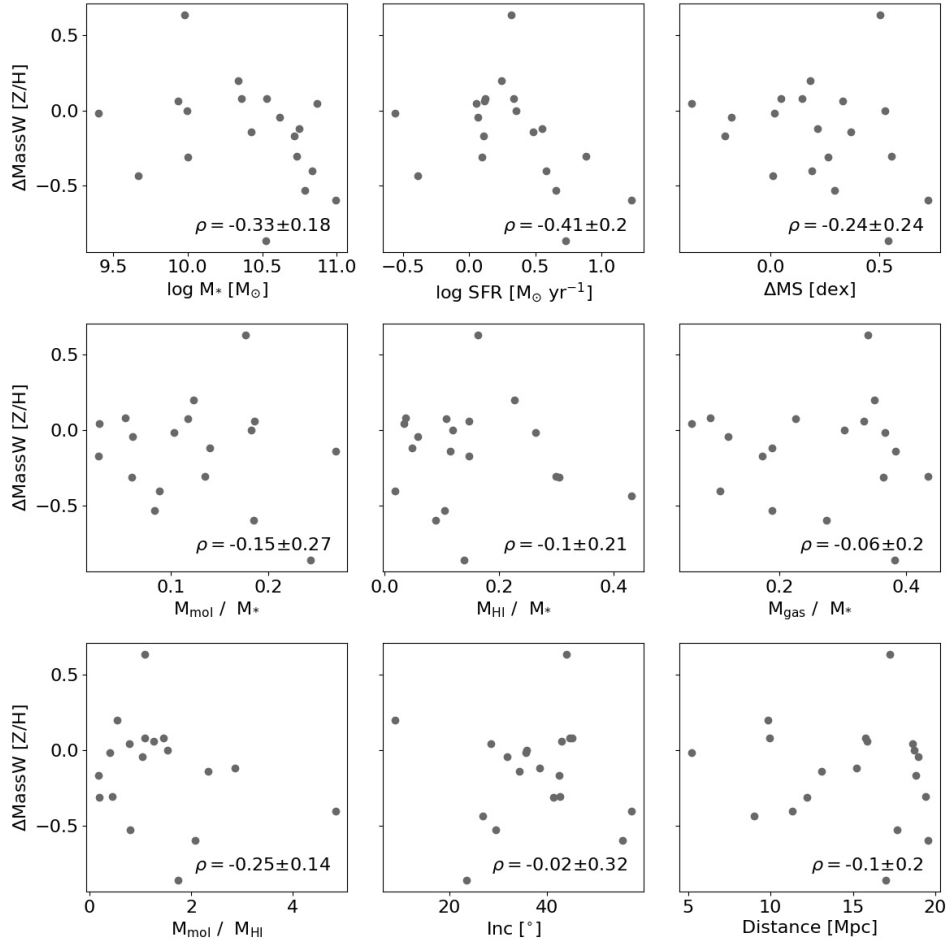 ΔMassW [Z/H]
0.5
0.0
−0.5
ρ = -0.33±0.18
9.5 10.0 10.5 11.0
log M* [M⊙]
ρ = -0.41±0.2
−0.5 0.0 0.5 1.0
log SFR [M⊙ yr⁻¹]
ρ = -0.24±0.24
0.0 0.5
ΔMS [dex]
ΔMassW [Z/H]
0.5
0.0
−0.5
ρ = -0.15±0.27
0.1 0.2
Mmol / M*
ρ = -0.1±0.21
0.0 0.2 0.4
MHI / M*
ρ = -0.06±0.2
0.2 0.4
Mgas / M*
ΔMassW [Z/H]
0.5
0.0
−0.5
ρ = -0.25±0.14
0 2 4
Mmol / MHI
ρ = -0.02±0.32
20 40
Inc [°]
ρ = -0.1±0.2
5 10 15 20
Distance [Mpc]